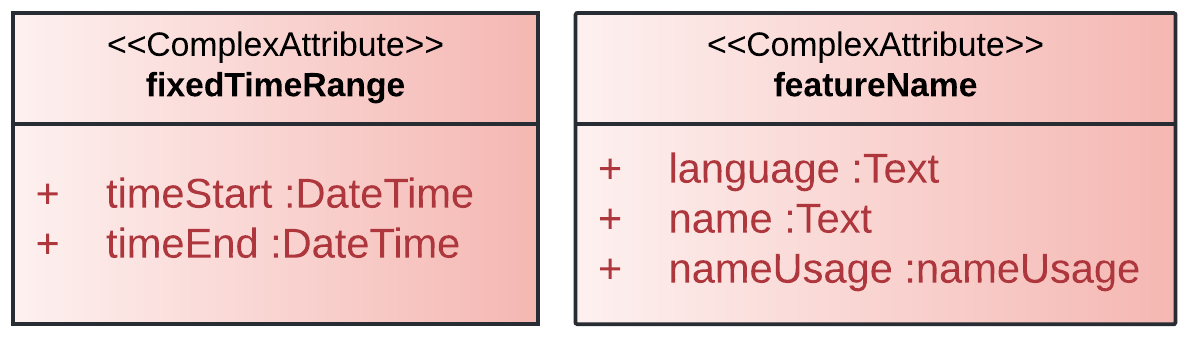 <<ComplexAttribute>>
fixedTimeRange
+ timeStart :DateTime
+ timeEnd :DateTime
<<ComplexAttribute>>
featureName
+ language :Text
+ name :Text
+ nameUsage :nameUsage